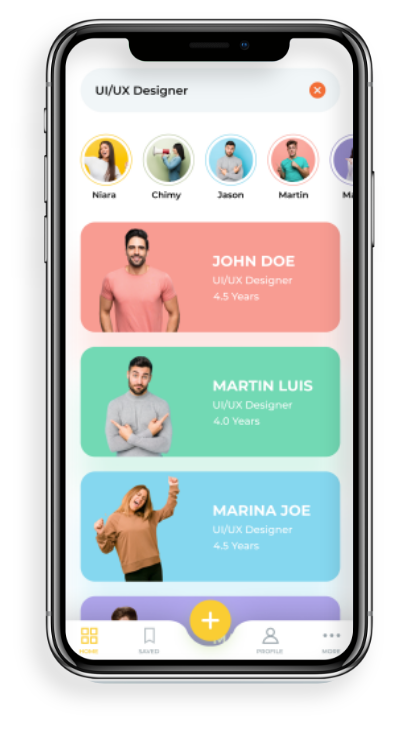 UI/UX Designer
Niara Chimy Jason Martin Ma
JOHN DOE
UI/UX Designer
4.5 Years
MARTIN LUIS
UI/UX Designer
4.0 Years
MARINA JOE
UI/UX Designer
4.5 Years
HOME SAVED PROFILE MORE